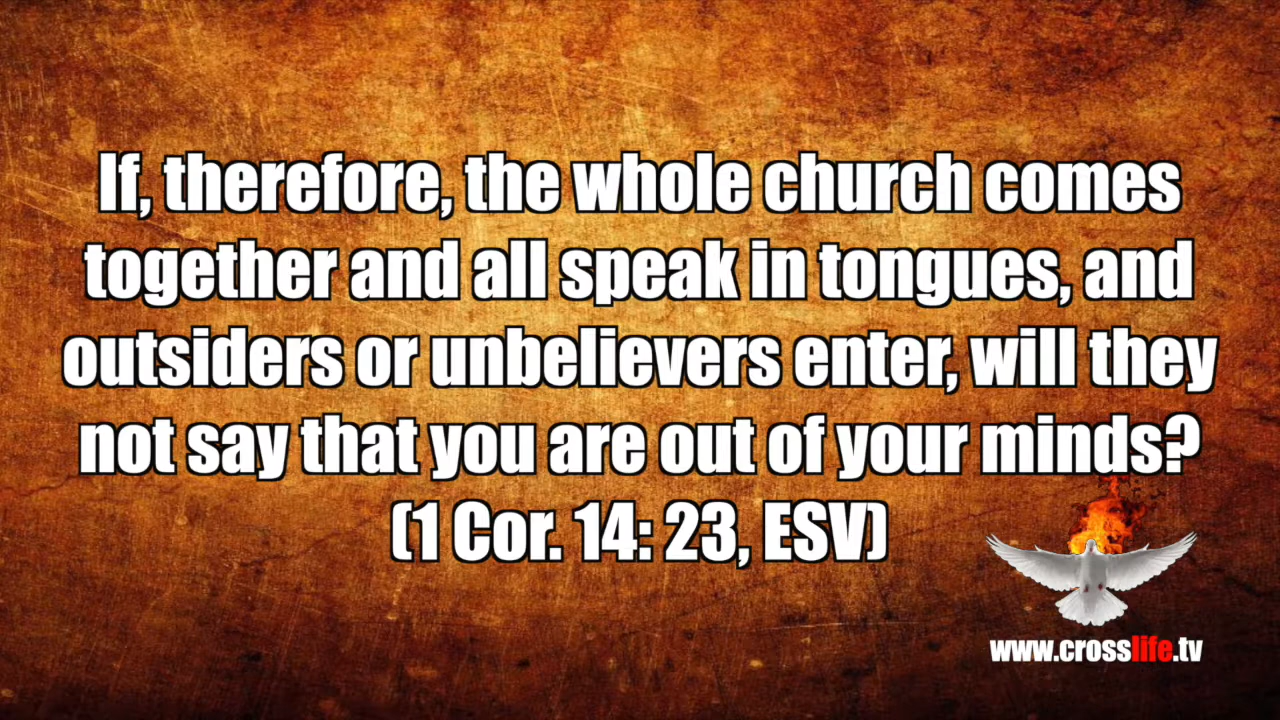 If, therefore, the whole church comes
together and all speak in tongues, and
outsiders or unbelievers enter, will they
not say that you are out of your minds?
(1 Cor. 14: 23, ESV)
www.crosslife.tv